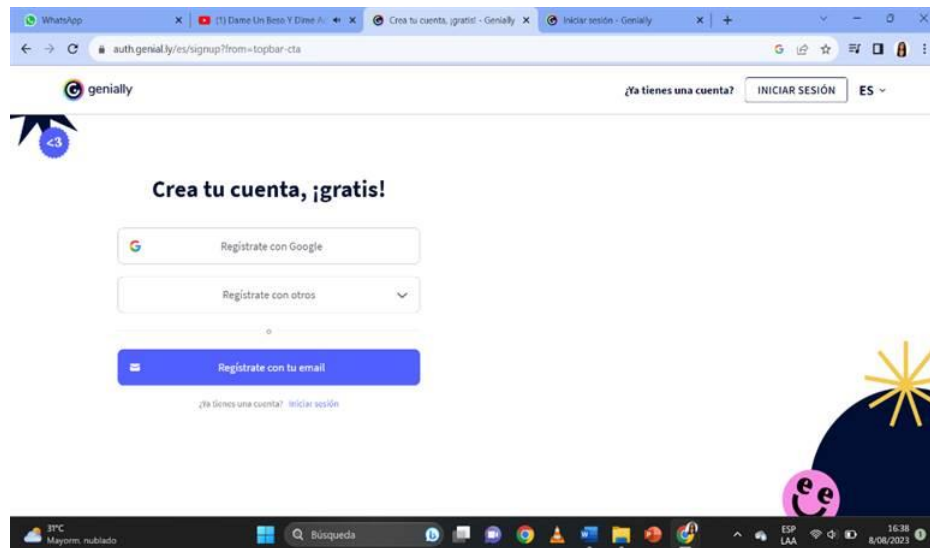 WhatsApp
(1) Dame Un Beso Y Dime A
Crea tu cuenta, ¡gratis! - Genially
Iniciar sesión - Genially
auth.genial.ly/es/signup?from=topbar-cta
genially
¿Ya tienes una cuenta?
INICIAR SESIÓN
ES
<3
Crea tu cuenta, ¡gratis!
Regístrate con Google
Regístrate con otros
o
Regístrate con tu email
¿Ya tienes una cuenta? Iniciar sesión
31°C
Mayorm. nublado
Búsqueda
ESP
LAA
16:38
8/08/2023
1